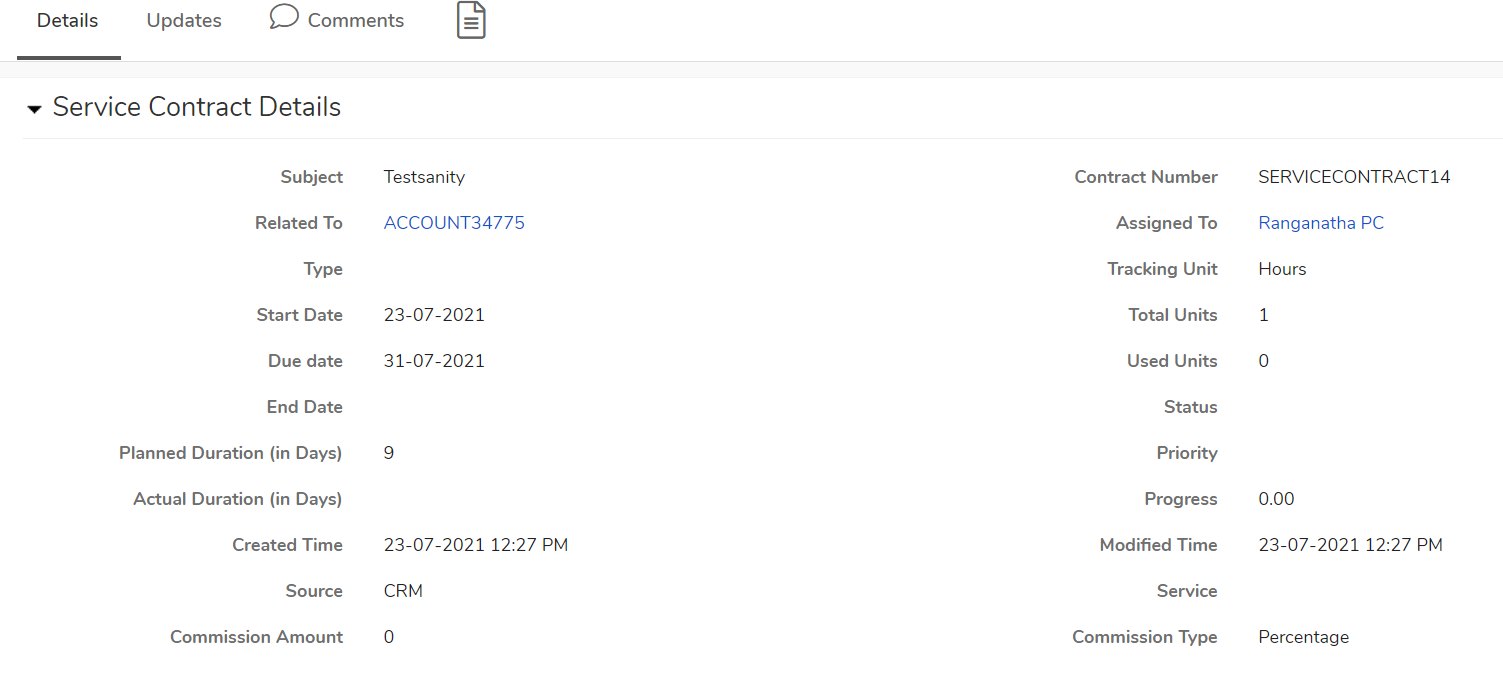 Details Updates Comments
Service Contract Details
Subject Testsanity Contract Number SERVICECONTRACT14
Related To ACCOUNT34775 Assigned To Ranganatha PC
Type Tracking Unit Hours
Start Date 23-07-2021 Total Units 1
Due date 31-07-2021 Used Units 0
End Date Status
Planned Duration (in Days) 9 Priority
Actual Duration (in Days) Progress 0.00
Created Time 23-07-2021 12:27 PM Modified Time 23-07-2021 12:27 PM
Source CRM Service
Commission Amount 0 Commission Type Percentage